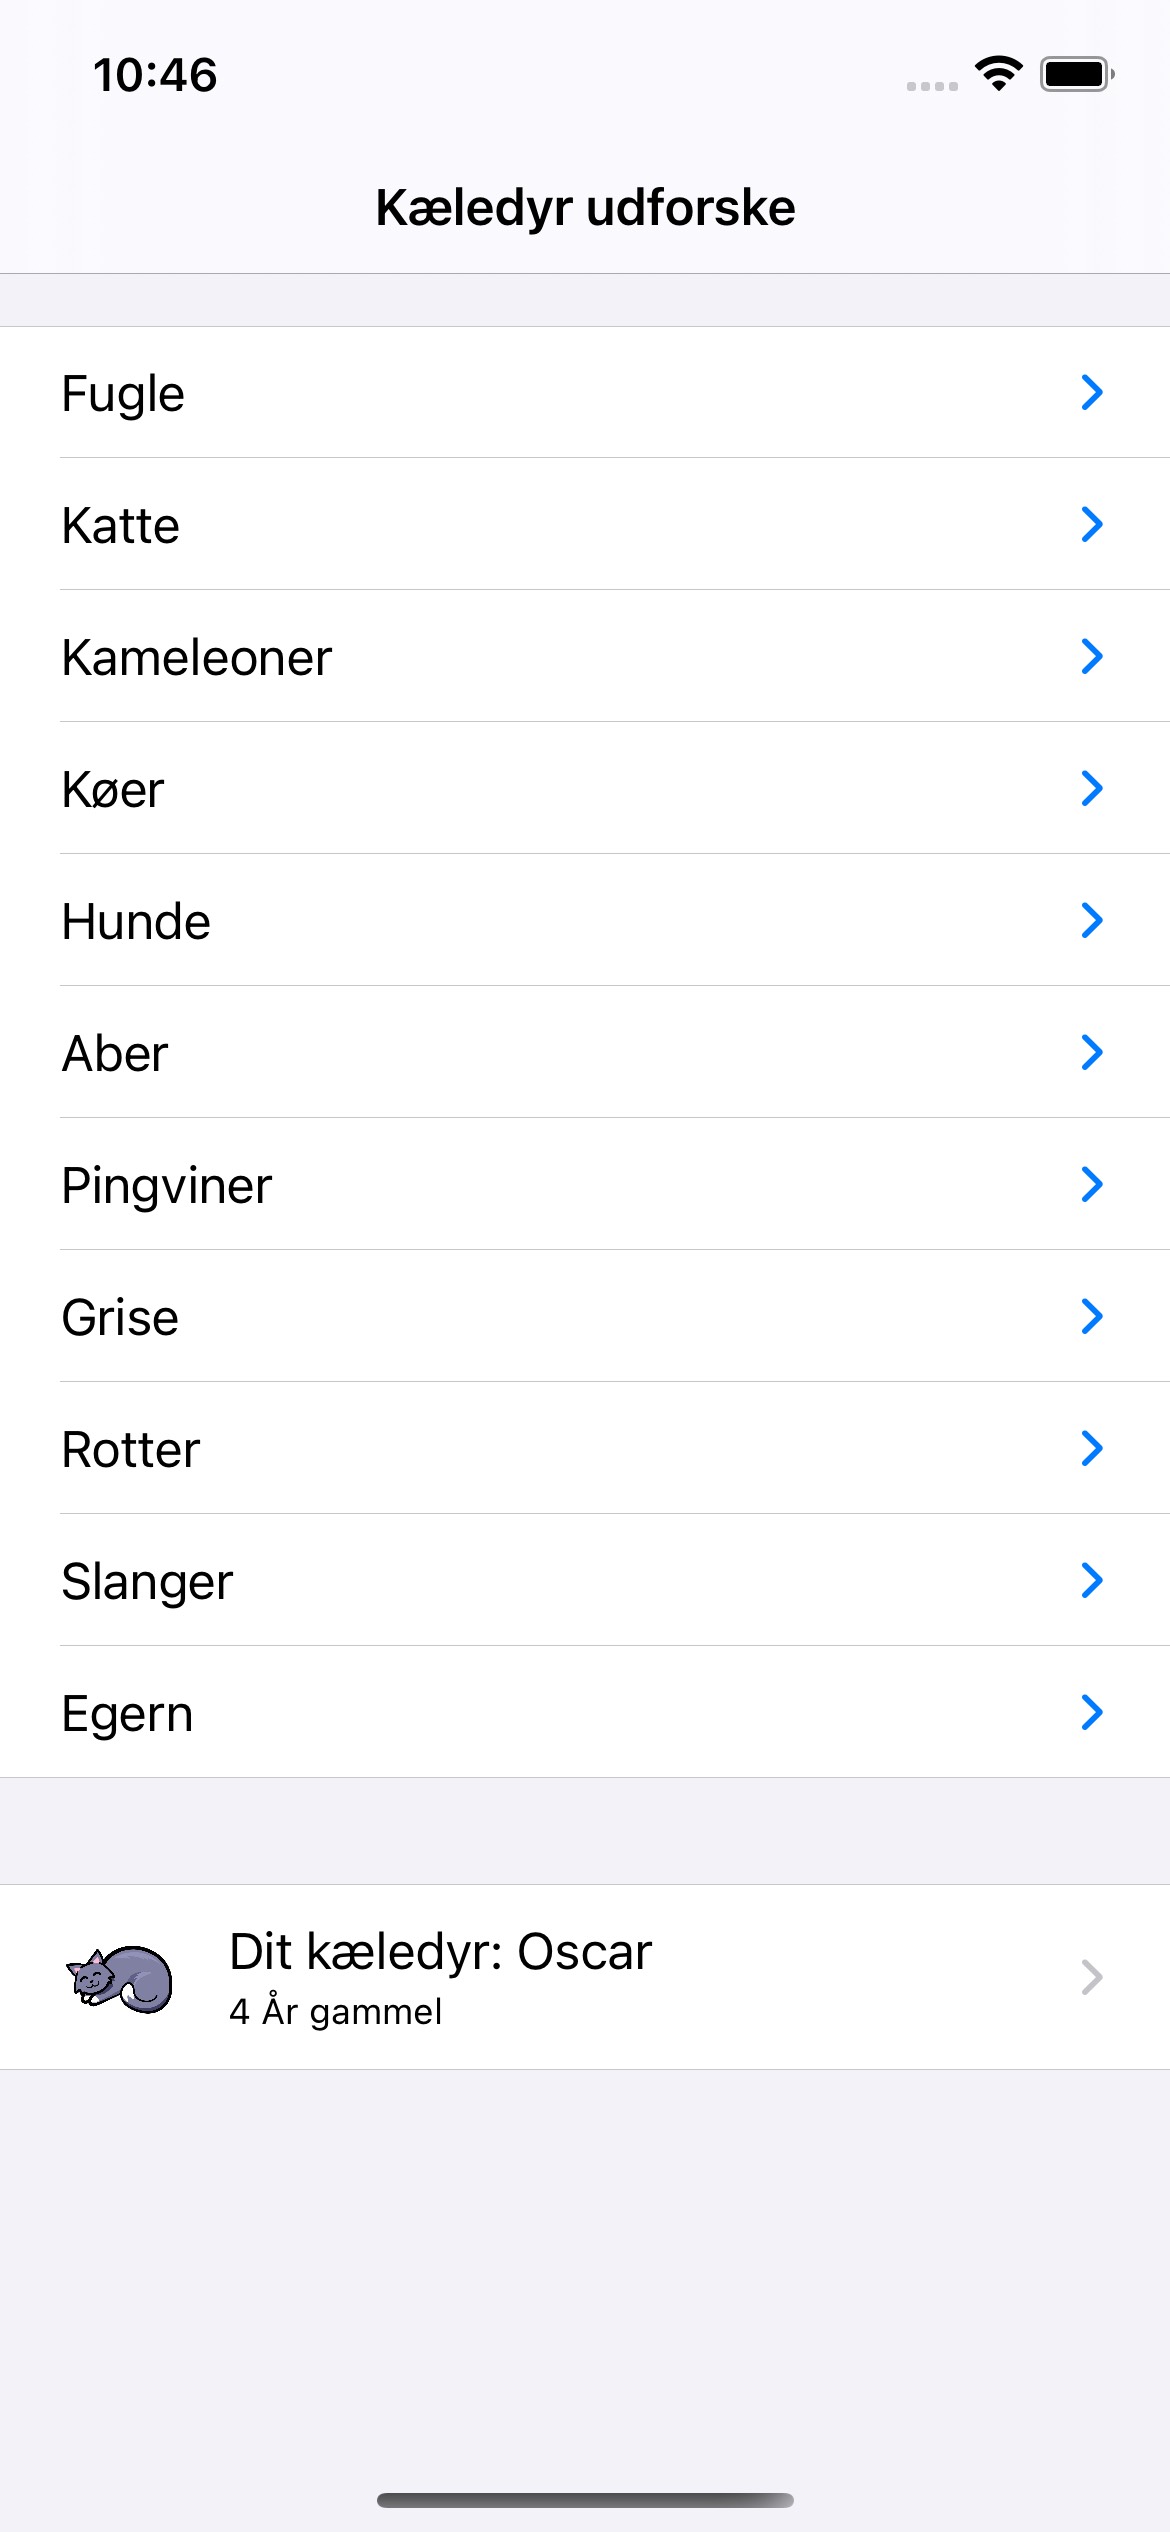 10:46
Kæledyr udforske
Fugle
Katte
Kameleoner
Køer
Hunde
Aber
Pingviner
Grise
Rotter
Slanger
Egern
Dit kæledyr: Oscar
4 År gammel